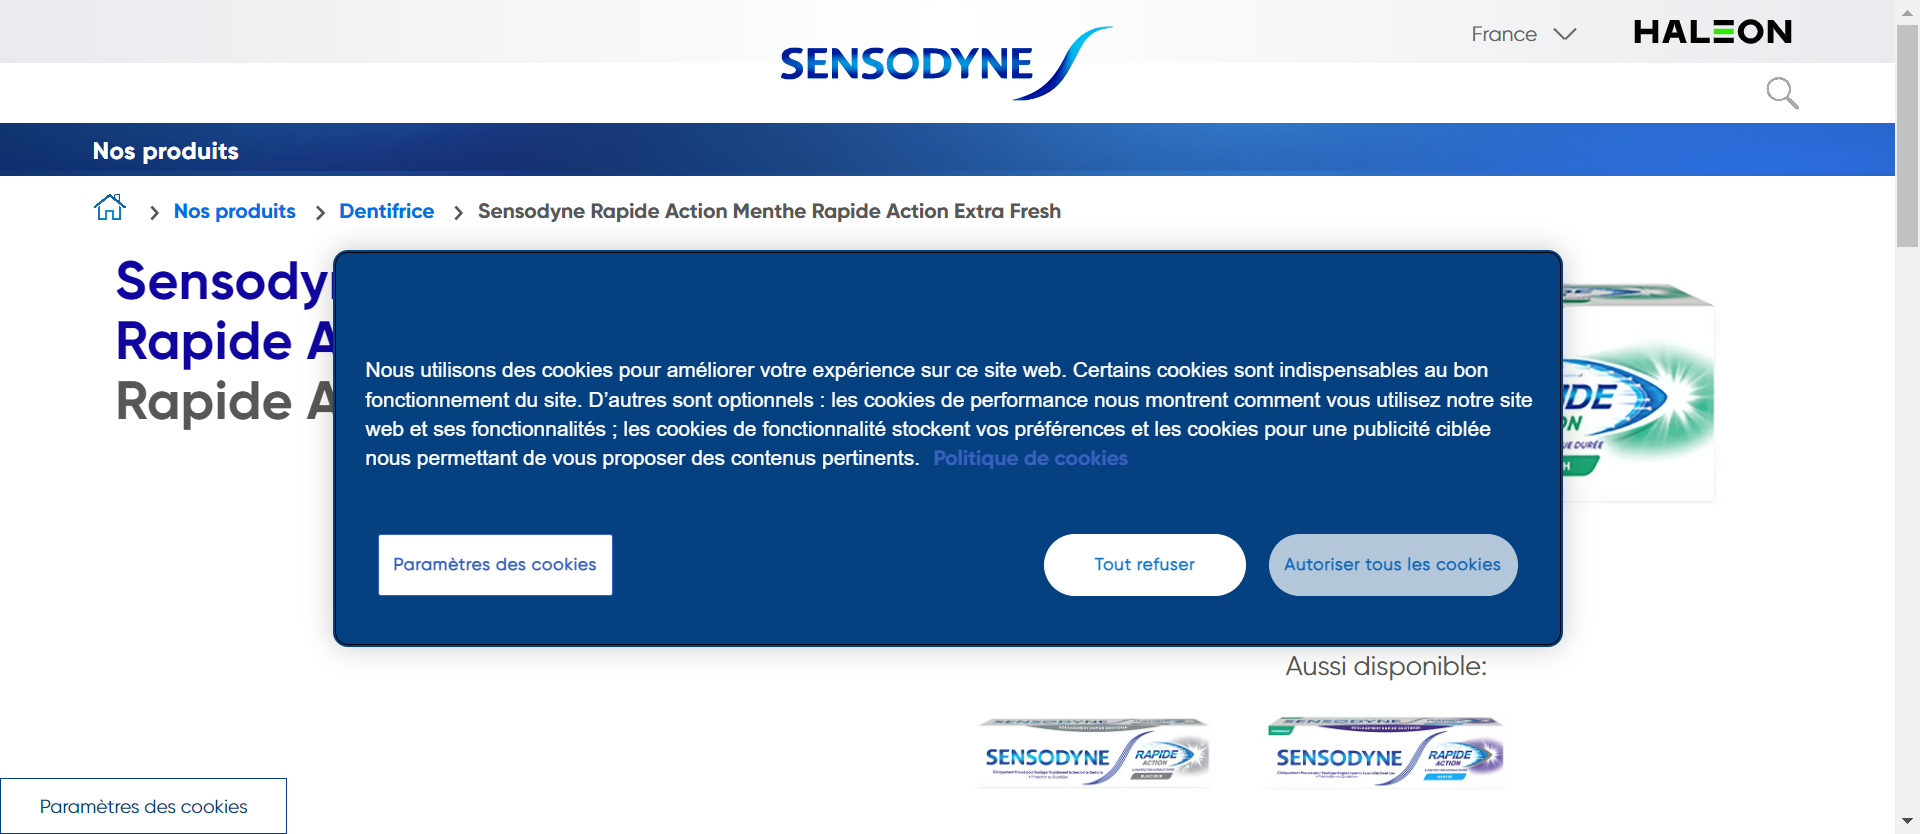 France
HALEON
SENSODYNE
Nos produits
Nos produits
Dentifrice
Sensodyne Rapide Action Menthe Rapide Action Extra Fresh
Sensody
Rapide A
Rapide A
Nous utilisons des cookies pour améliorer votre expérience sur ce site web. Certains cookies sont indispensables au bon
fonctionnement du site. D’autres sont optionnels : les cookies de performance nous montrent comment vous utilisez notre site
web et ses fonctionnalités ; les cookies de fonctionnalité stockent vos préférences et les cookies pour une publicité ciblée
nous permettant de vous proposer des contenus pertinents. Politique de cookies
Paramètres des cookies
Tout refuser
Autoriser tous les cookies
IDE
ON
UE DURÉE
H
Aussi disponible:
SENSODYNE
RAPIDE
ACTION
SENSODYNE
RAPIDE
ACTION
MENTHE
Paramètres des cookies